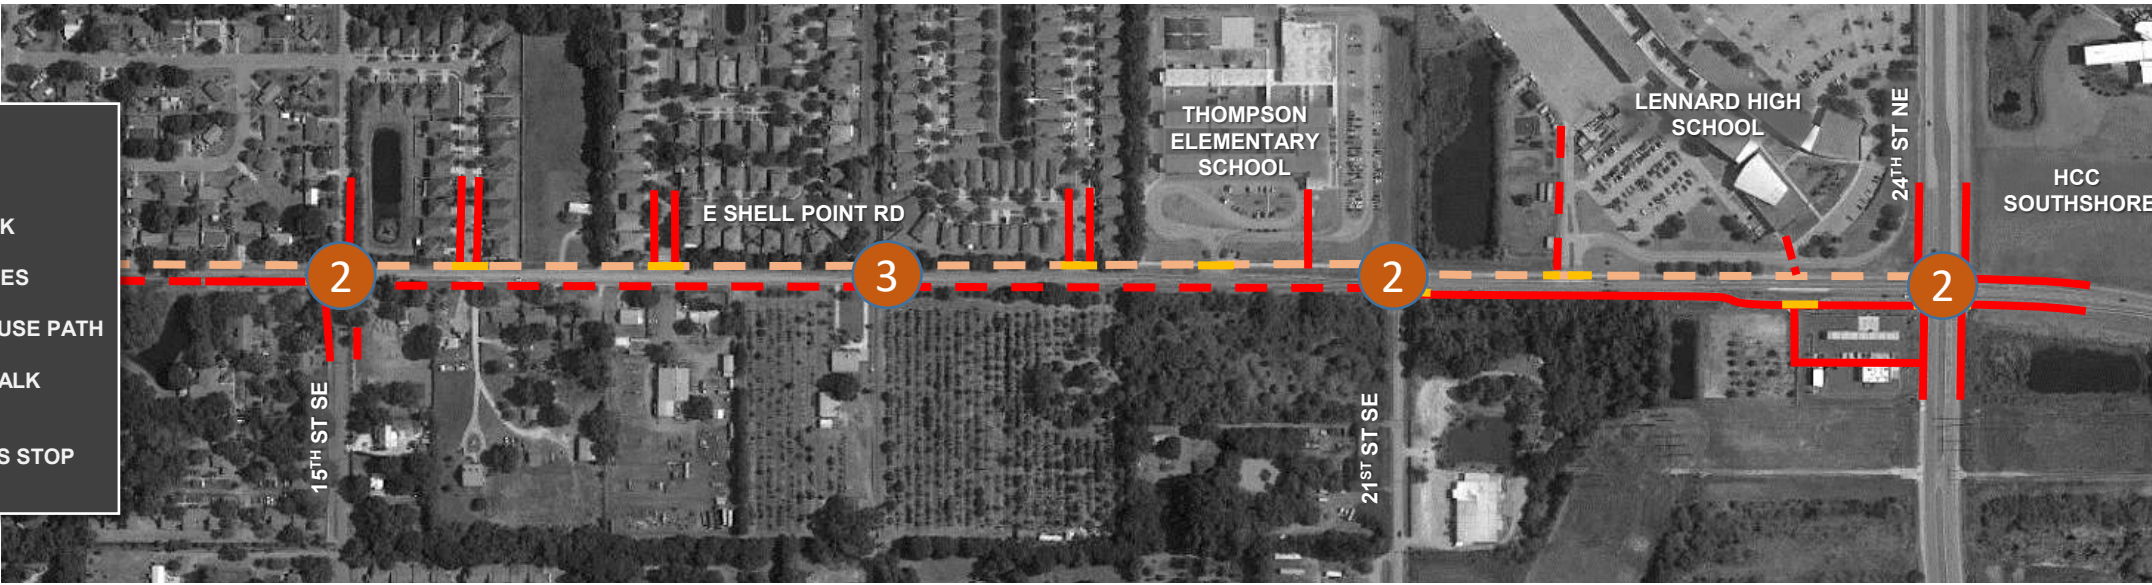 K
ES
USE PATH
ALK
S STOP
15TH ST SE
2
E SHELL POINT RD
3
THOMPSON
ELEMENTARY
SCHOOL
2
21ST ST SE
LENNARD HIGH
SCHOOL
24TH ST NE
2
HCC
SOUTHSHORE